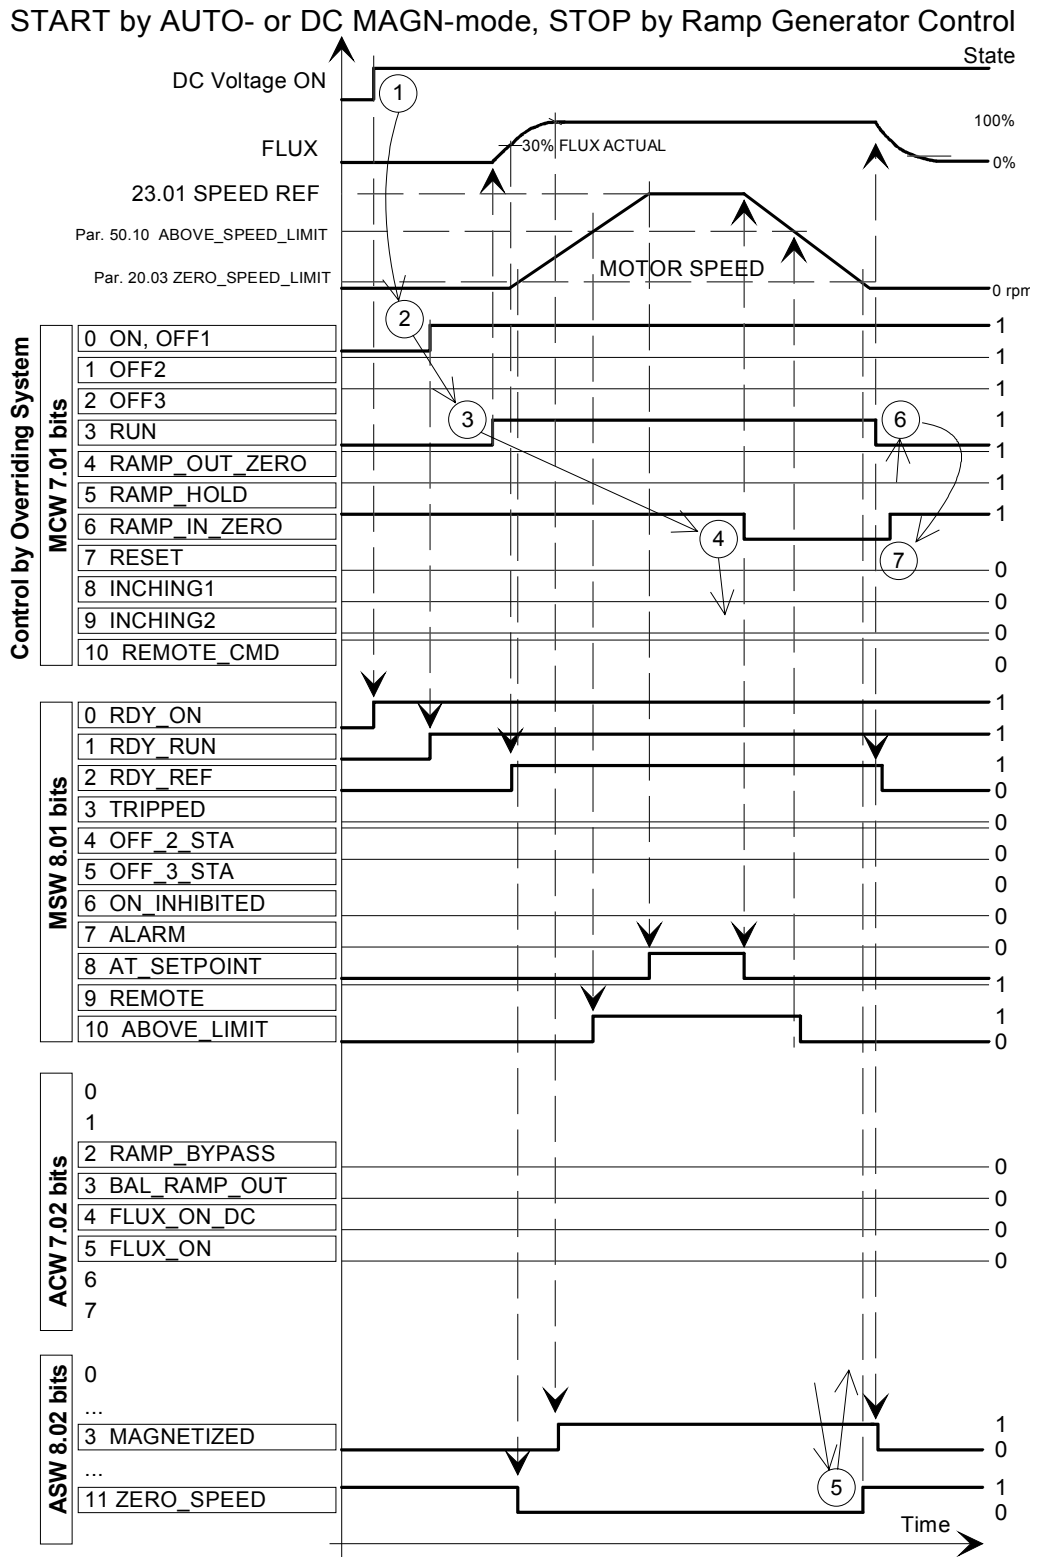 START by AUTO- or DC MAGN-mode, STOP by Ramp Generator Control
State
DC Voltage ON
1
FLUX
100%
30% FLUX ACTUAL
0%
23.01 SPEED REF
Par. 50.10 ABOVE_SPEED_LIMIT
Par. 20.03 ZERO_SPEED_LIMIT
MOTOR SPEED
0 rpm
Control by Overriding System
MCW 7.01 bits
2
0 ON, OFF1
1
1 OFF2
1
2 OFF3
1
3 RUN
3
6
1
4 RAMP_OUT_ZERO
1
5 RAMP_HOLD
1
6 RAMP_IN_ZERO
4
1
7 RESET
7
0
8 INCHING1
0
9 INCHING2
0
10 REMOTE_CMD
0
MSW 8.01 bits
0 RDY_ON
1
1 RDY_RUN
1
2 RDY_REF
1
0
3 TRIPPED
0
4 OFF_2_STA
0
5 OFF_3_STA
0
6 ON_INHIBITED
0
7 ALARM
0
8 AT_SETPOINT
1
9 REMOTE
1
10 ABOVE_LIMIT
0
ACW 7.02 bits
0
1
2 RAMP_BYPASS
0
3 BAL_RAMP_OUT
0
4 FLUX_ON_DC
0
5 FLUX_ON
0
6
7
ASW 8.02 bits
0
...
3 MAGNETIZED
1
0
...
5
11 ZERO_SPEED
1
0
Time